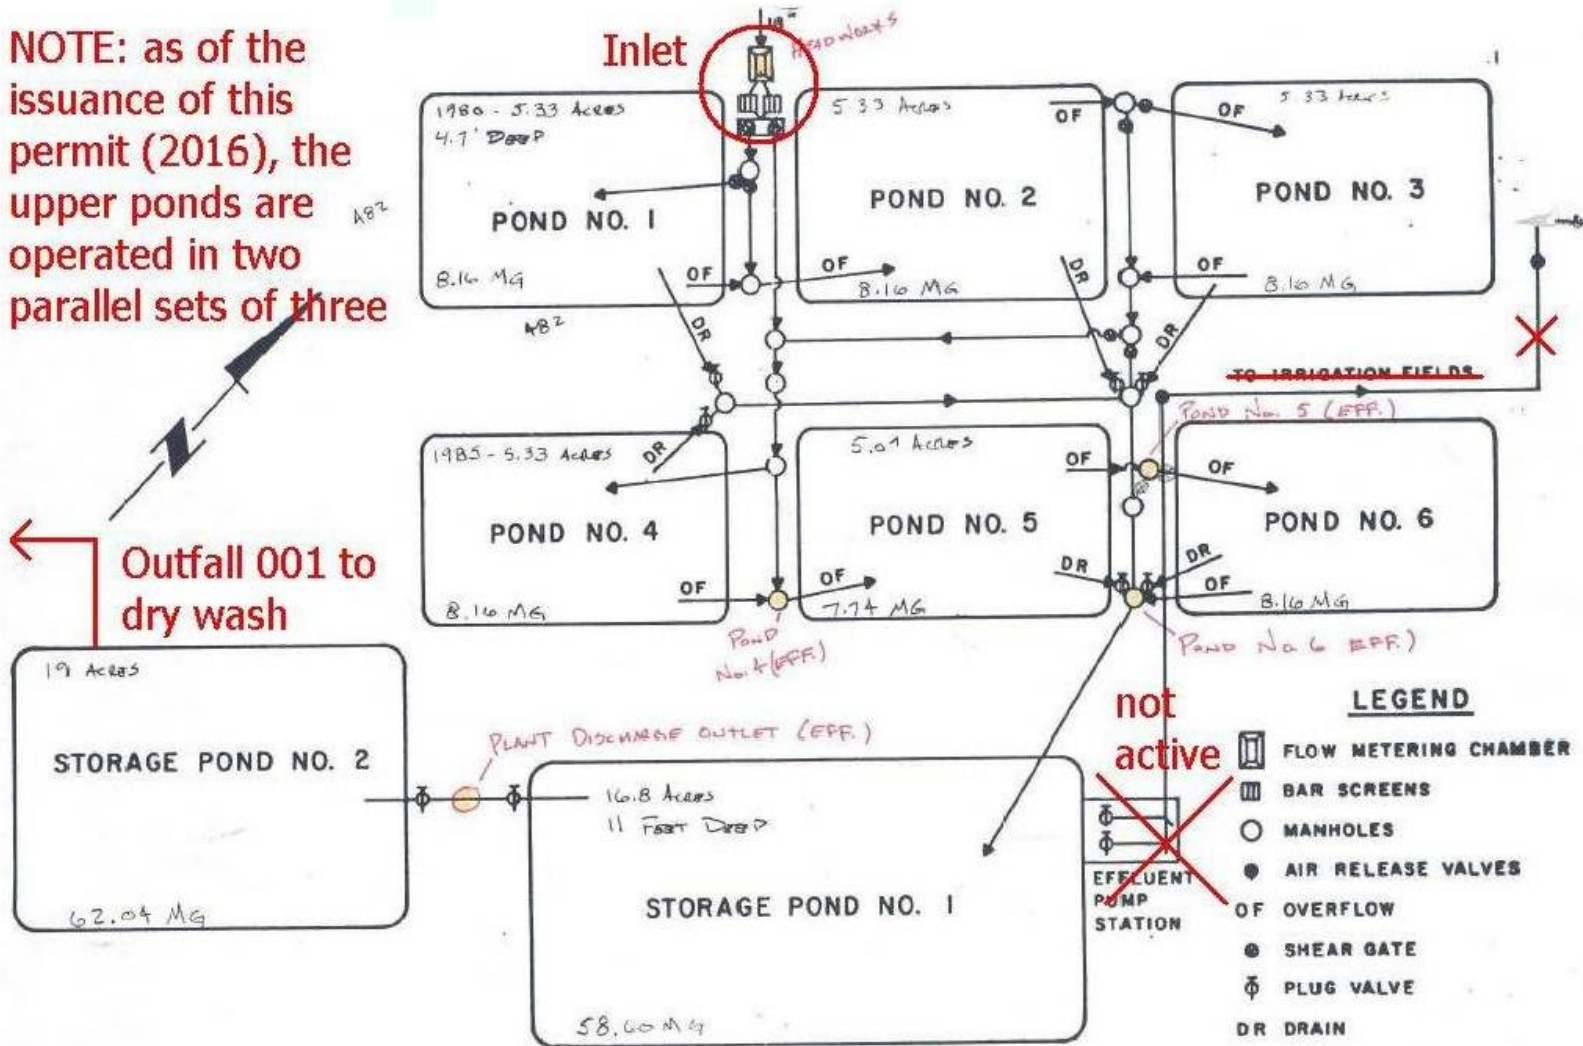 NOTE: as of the
issuance of this
permit (2016), the
upper ponds are
operated in two
parallel sets of three
Inlet
18"
HEADWORKS
1980 - 5.33 ACRES
4.7' DEEP
POND NO. 1
8.16 MG
OF
OF
A82
A82
5.33 ACRES
POND NO. 2
8.16 MG
OF
OF
5.33 ACRES
POND NO. 3
OF
8.16 MG
DR
DR
DR
TO IRRIGATION FIELDS
POND NO. 5 (EFF.)
1985 - 5.33 ACRES
DR
POND NO. 4
OF
OF
8.16 MG
POND
NO. 4 (EFF.)
5.07 ACRES
OF
OF
POND NO. 5
DR
7.74 MG
POND NO. 6
DR
OF
8.16 MG
POND NO. 6 EFF.)
Outfall 001 to
dry wash
19 ACRES
STORAGE POND NO. 2
62.04 MG
PLANT DISCHARGE OUTLET (EFF.)
16.8 ACRES
11 FEET DEEP
STORAGE POND NO. 1
58.60 MG
not
active
EFFLUENT
PUMP
STATION
LEGEND
FLOW METERING CHAMBER
BAR SCREENS
MANHOLES
AIR RELEASE VALVES
OF OVERFLOW
SHEAR GATE
PLUG VALVE
DR DRAIN